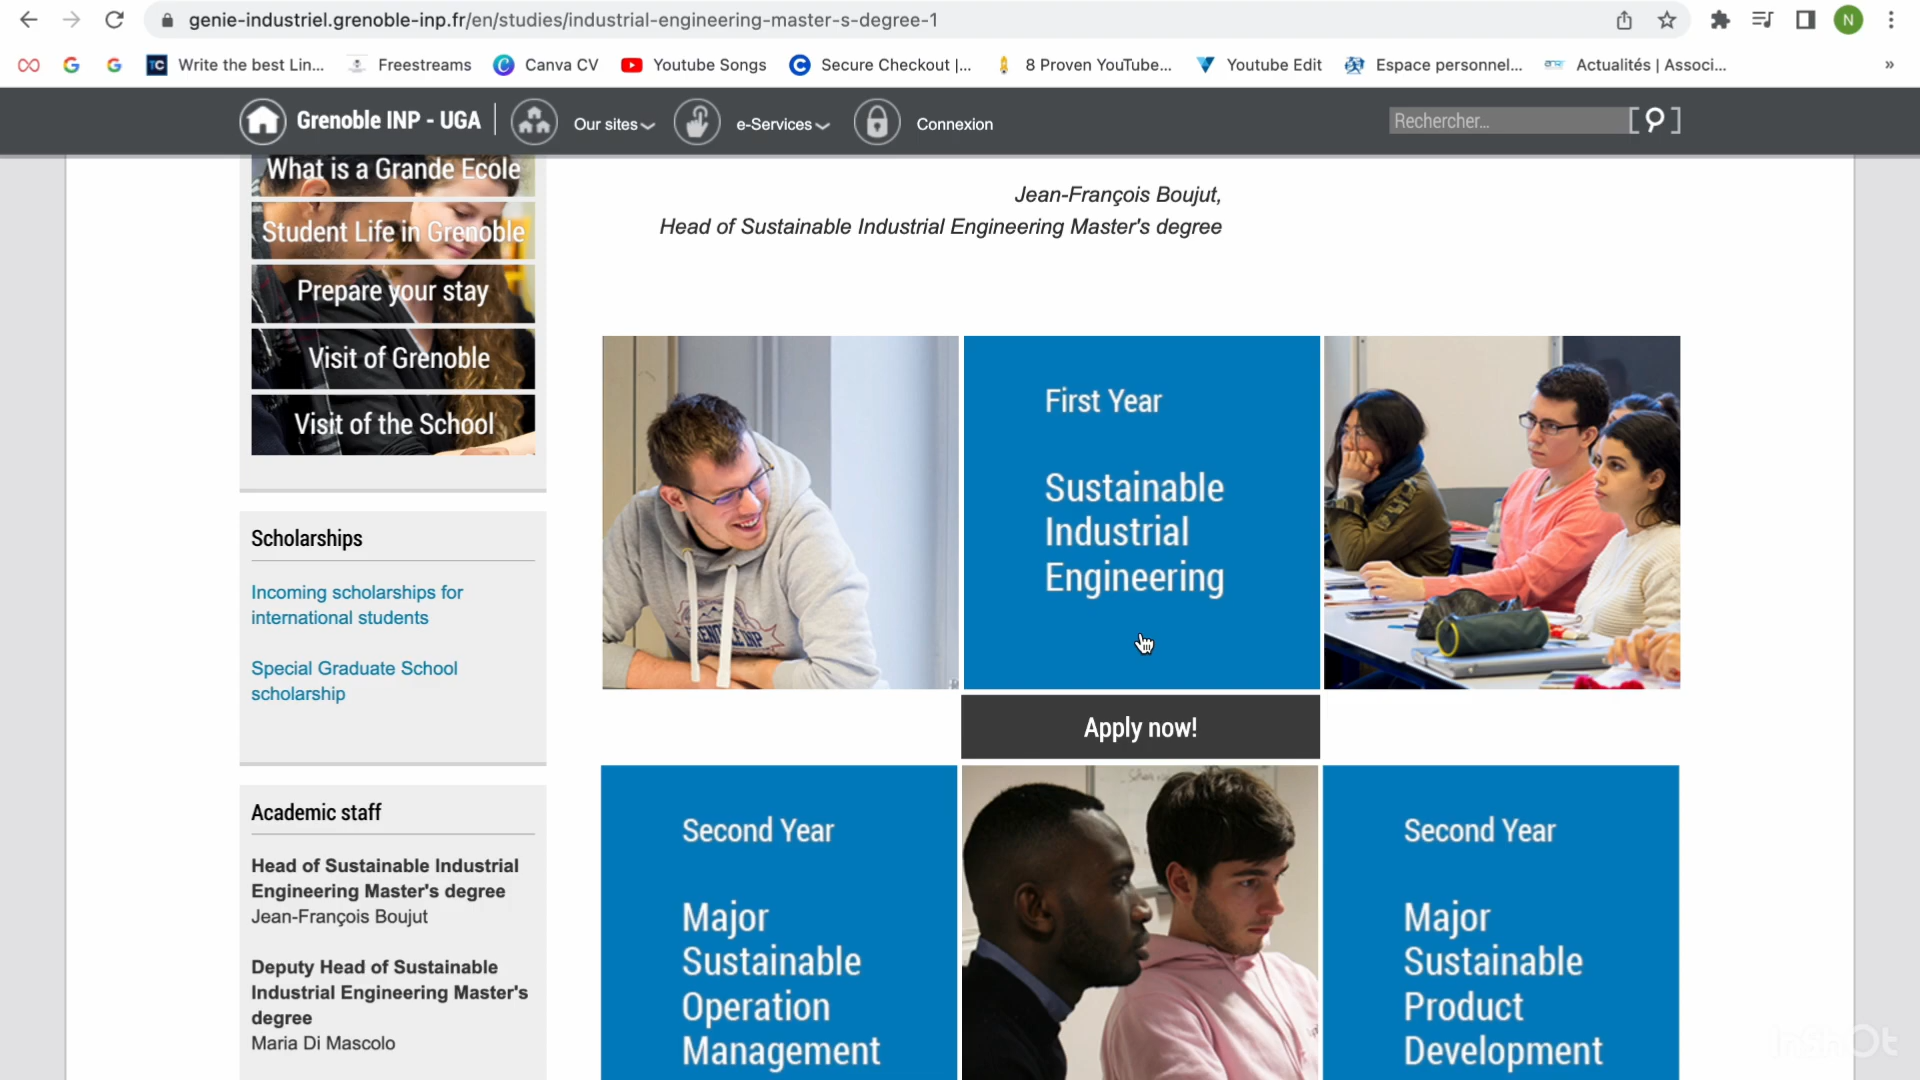 genie-industriel.grenoble-inp.fr/en/studies/industrial-engineering-master-s-degree-1
N
Write the best Lin...
Freestreams
Canva CV
Youtube Songs
Secure Checkout |...
8 Proven YouTube...
Youtube Edit
Espace personnel...
Actualités | Associ...
»
Grenoble INP - UGA
Our sites
e-Services
Connexion
Rechercher...
What is a Grande Ecole
Student Life in Grenoble
Prepare your stay
Visit of Grenoble
Visit of the School
Jean-François Boujut,
Head of Sustainable Industrial Engineering Master's degree
First Year
Sustainable
Industrial
Engineering
GRENOBLE INP
Apply now!
Scholarships
Incoming scholarships for
international students
Special Graduate School
scholarship
Academic staff
Head of Sustainable Industrial
Engineering Master's degree
Jean-François Boujut
Deputy Head of Sustainable
Industrial Engineering Master's
degree
Maria Di Mascolo
Second Year
Major
Sustainable
Operation
Management
Second Year
Major
Sustainable
Product
Development
InShOt